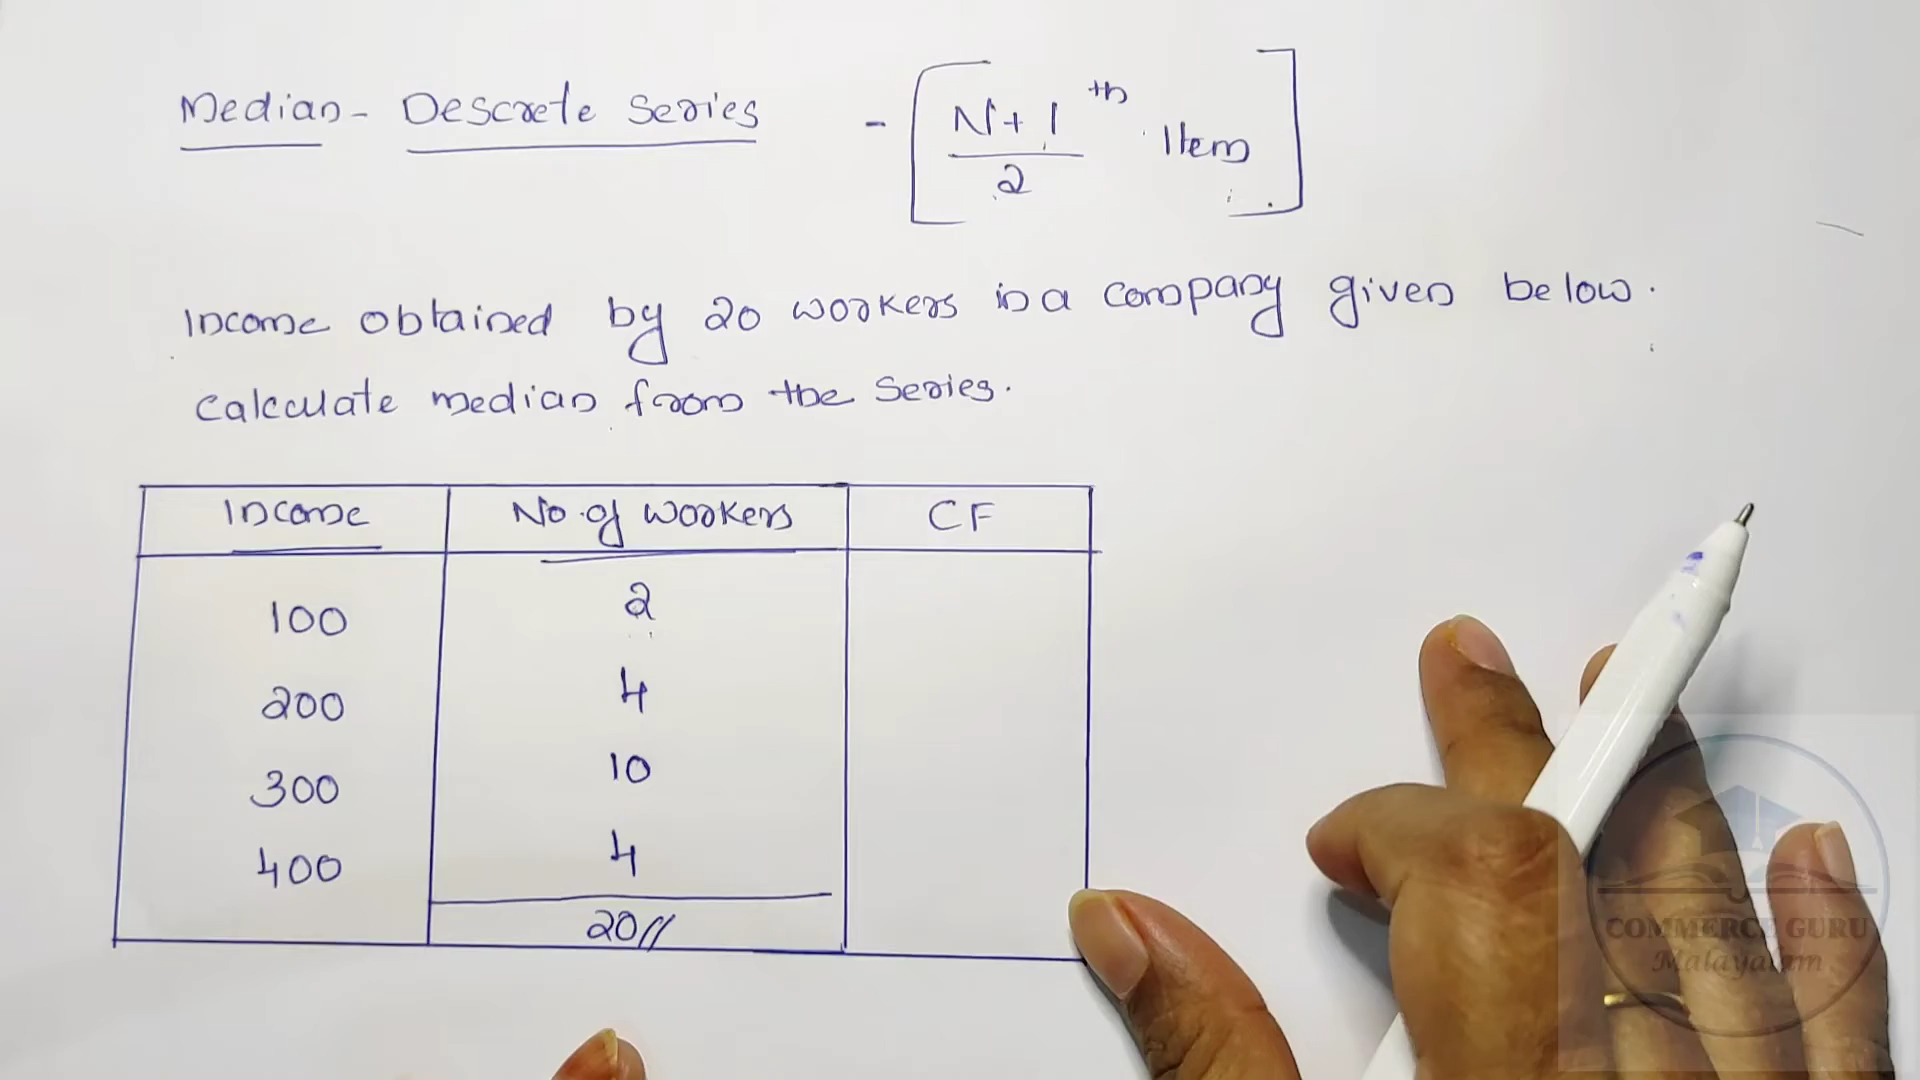 Median - Descrete Series - [N+1/2 th Item]
Income obtained by 20 workers in a company given below.
calculate median from the series.
Income No. of workers CF
100 2
200 4
300 10
400 4
20//
COMMERCE GURU
Malayalam